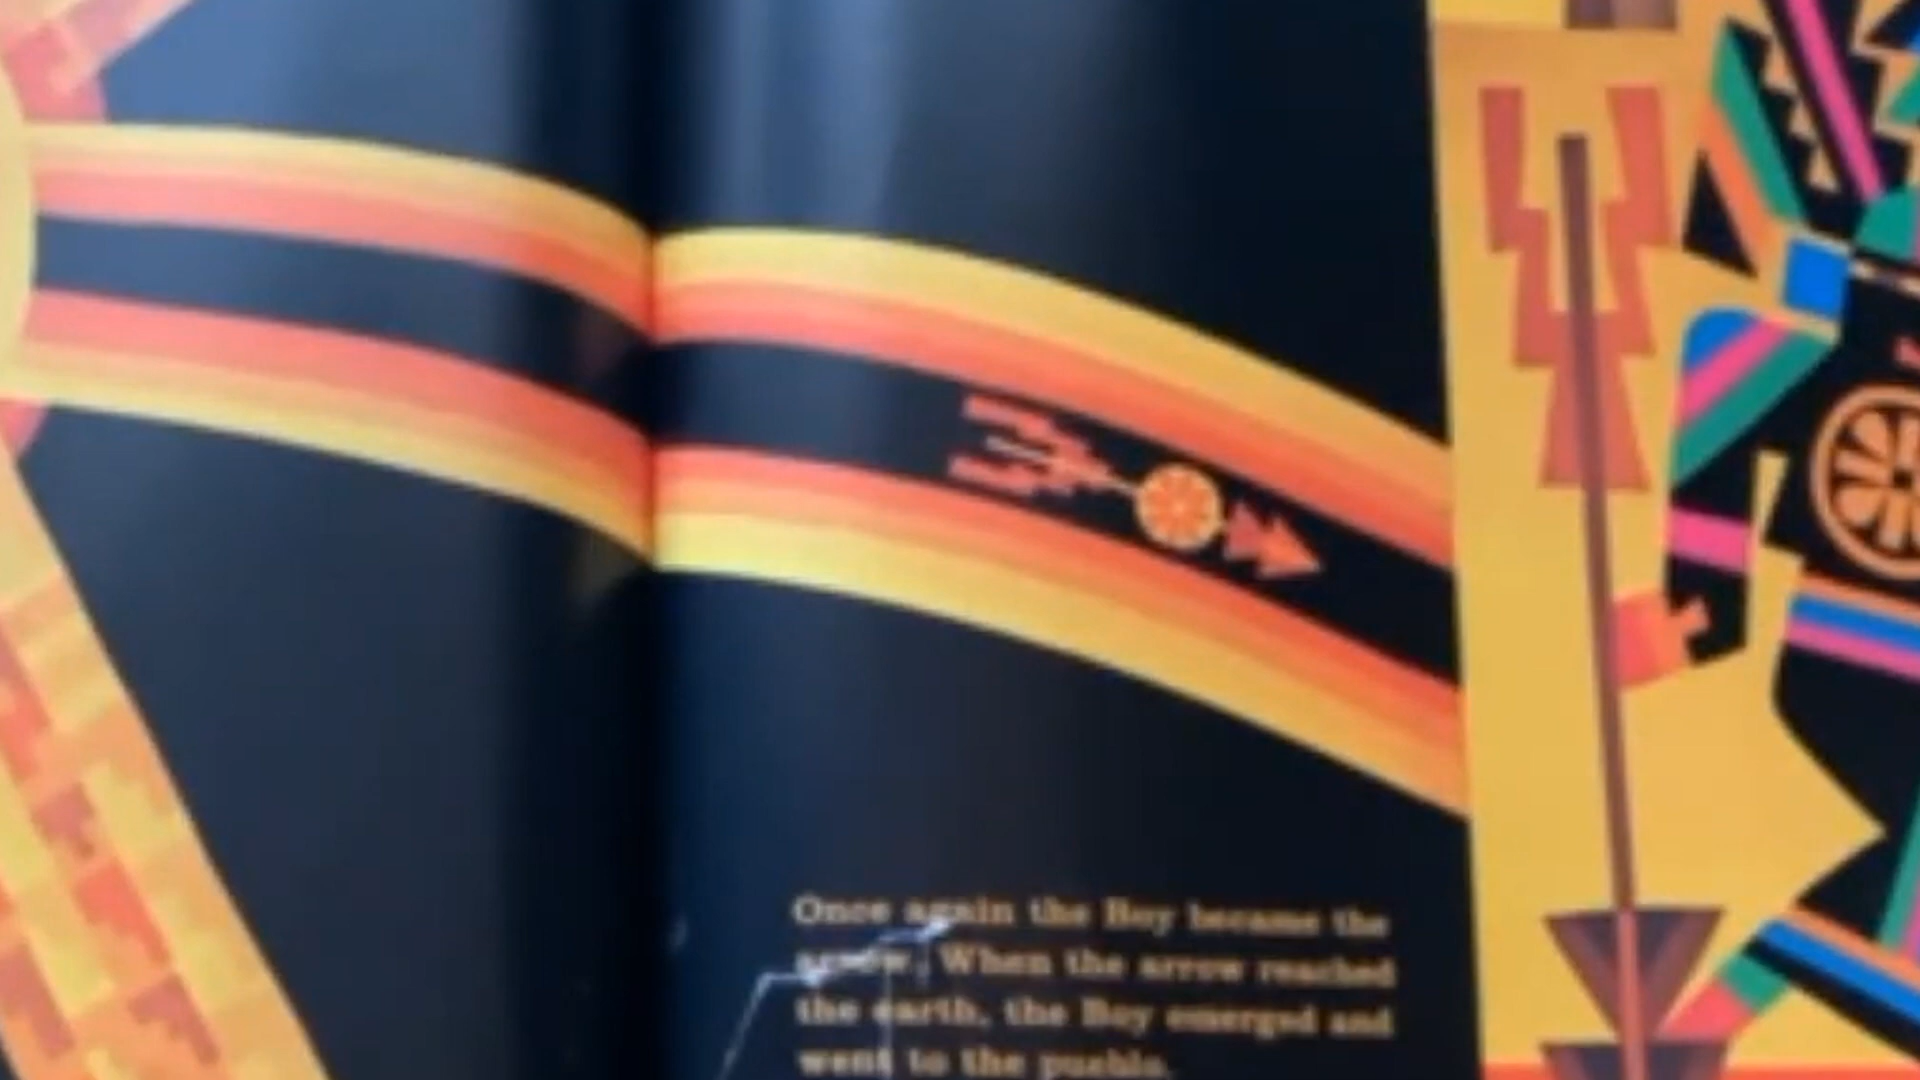 Once again the Boy became the
arrow. When the arrow reached
the earth, the Boy emerged and
went to the pueblo.